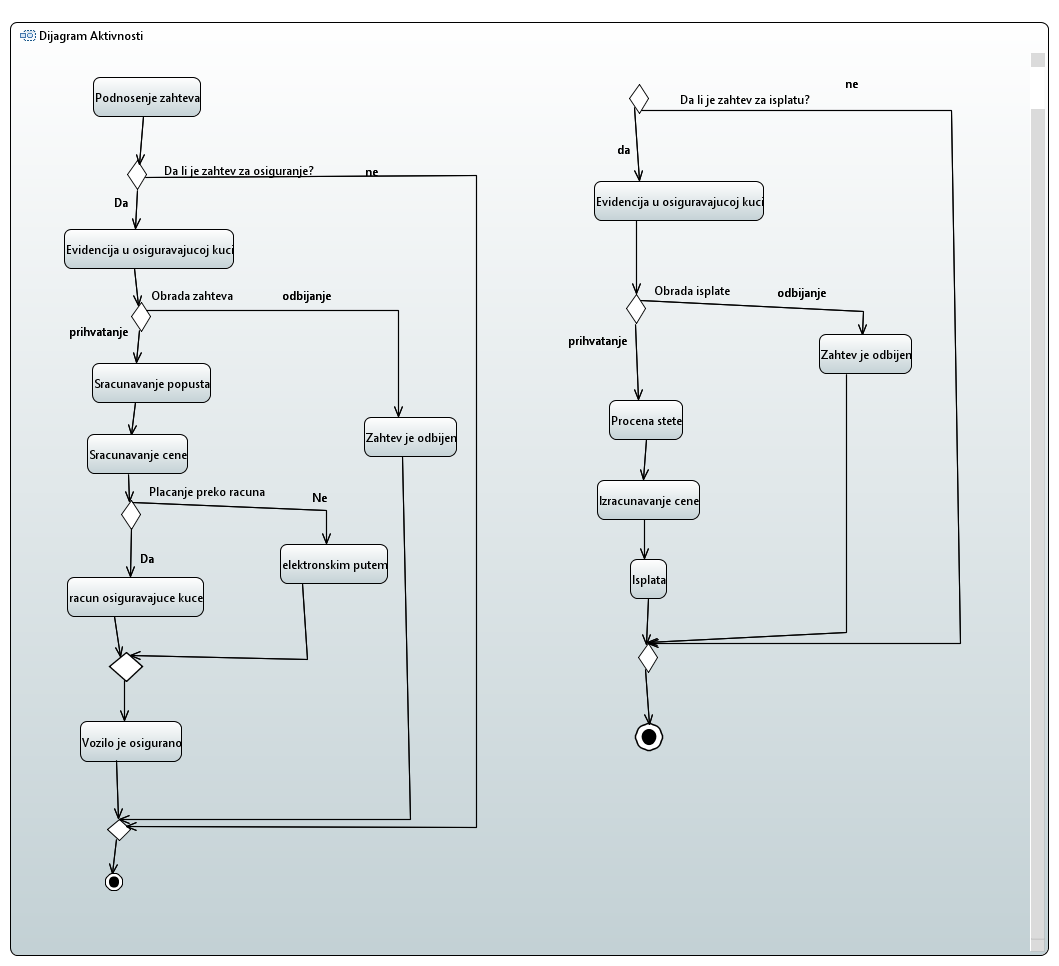 Dijagram Aktivnosti
Podnosenje zahteva
Da li je zahtev za osiguranje?
ne
Da
Evidencija u osiguravajucoj kuci
Obrada zahteva
odbijanje
prihvatanje
Sracunavanje popusta
Zahtev je odbijen
Sracunavanje cene
Placanje preko racuna
Ne
Da
elektronskim putem
racun osiguravajuce kuce
Vozilo je osigurano
ne
Da li je zahtev za isplatu?
da
Evidencija u osiguravajucoj kuci
Obrada isplate
odbijanje
prihvatanje
Zahtev je odbijen
Procena stete
Izracunavanje cene
Isplata